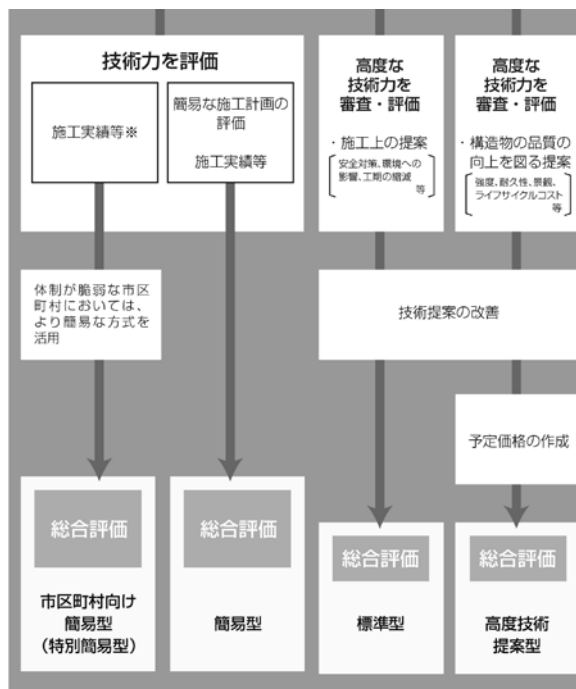 技術力を評価
施工実績等※
簡易な施工計画の
評価
施工実績等
高度な
技術力を
審査・評価
・施工上の提案
安全対策、環境への
影響、工期の縮減
等
高度な
技術力を
審査・評価
・構造物の品質の
向上を図る提案
強度、耐久性、景観、
ライフサイクルコスト
等
体制が脆弱な市区
町村においては、
より簡易な方式を
活用
技術提案の改善
予定価格の作成
総合評価
市区町村向け
簡易型
（特別簡易型）
総合評価
簡易型
総合評価
標準型
総合評価
高度技術
提案型